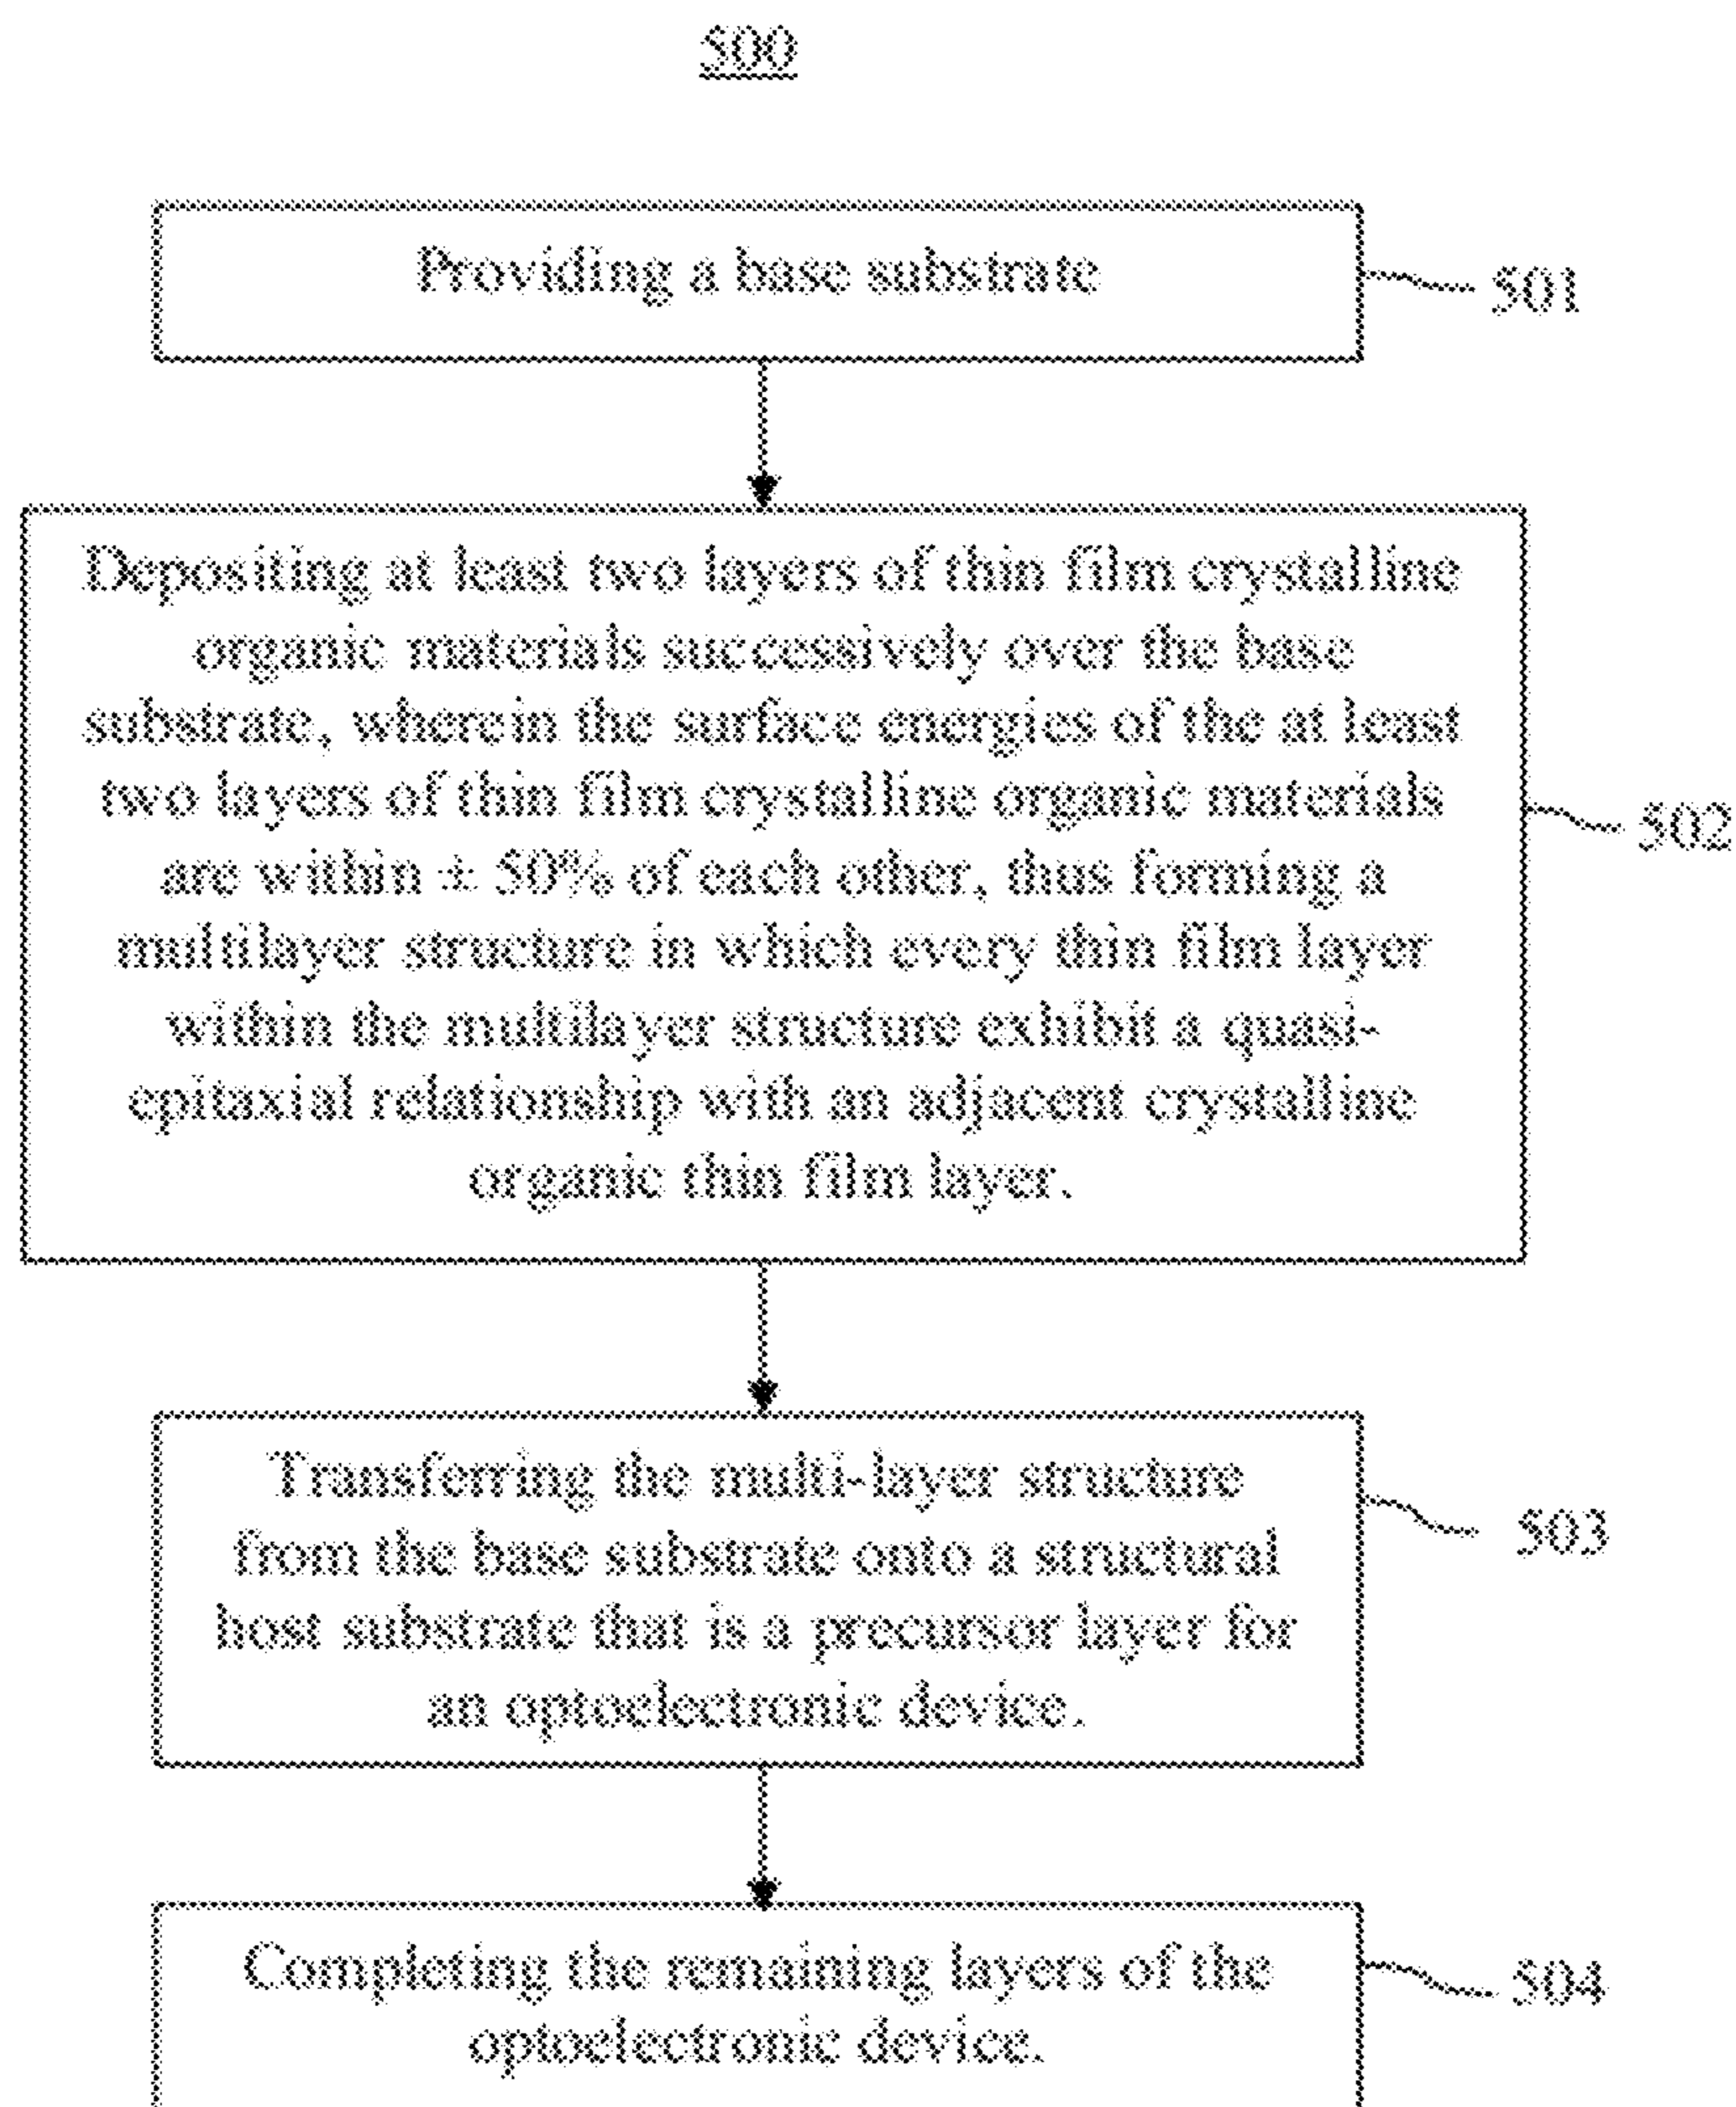 500
Providing a base substrate
501
Depositing at least two layers of thin film crystalline
organic materials successively over the base
substrate, wherein the surface energies of the at least
two layers of thin film crystalline organic materials
are within ± 50% of each other, thus forming a
multilayer structure in which every thin film layer
within the multilayer structure exhibit a quasi-
epitaxial relationship with an adjacent crystalline
organic thin film layer.
502
Transferring the multi-layer structure
from the base substrate onto a structural
host substrate that is a precursor layer for
an optoelectronic device.
503
Completing the remaining layers of the
optoelectronic device.
504